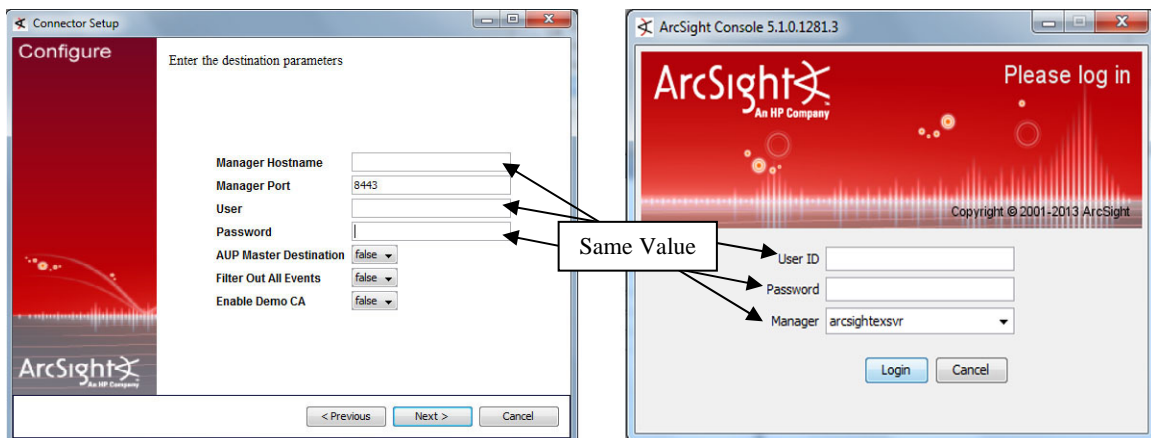 Connector Setup
Configure
Enter the destination parameters
Manager Hostname
Manager Port 8443
User
Password
AUP Master Destination false
Filter Out All Events false
Enable Demo CA false
ArcSight
An HP Company
< Previous Next > Cancel
Same Value
ArcSight Console 5.1.0.1281.3
ArcSight
An HP Company
Please log in
Copyright © 2001-2013 ArcSight
User ID
Password
Manager arcsightexsvr
Login Cancel